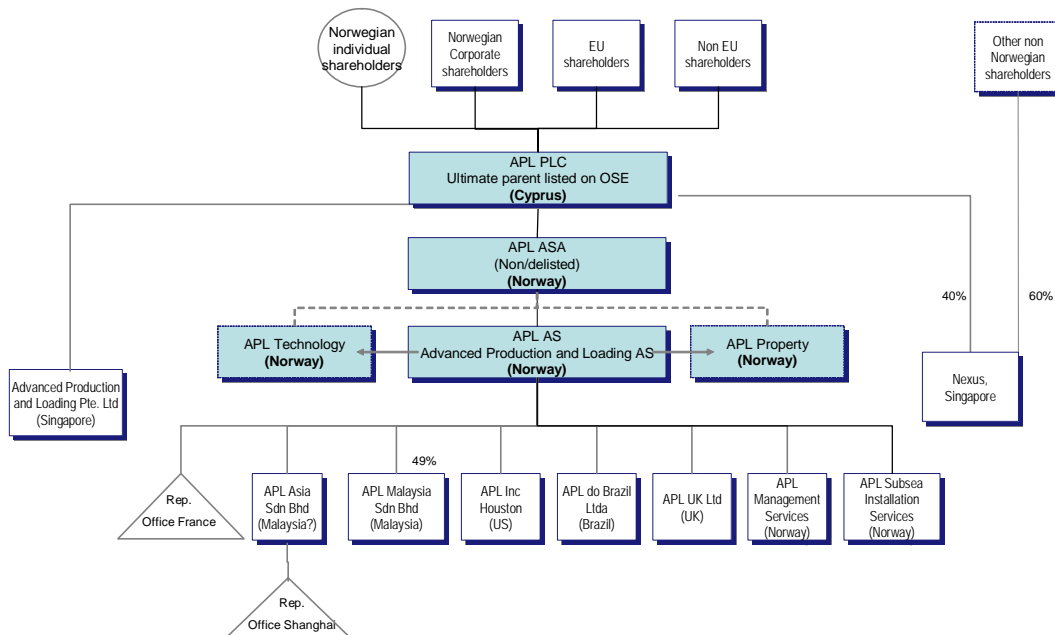 Norwegian
individual
shareholders
Norwegian
Corporate
shareholders
EU
shareholders
Non EU
shareholders
Other non
Norwegian
shareholders
APL PLC
Ultimate parent listed on OSE
(Cyprus)
APL ASA
(Non/delisted)
(Norway)
40%
60%
APL Technology
(Norway)
APL AS
Advanced Production and Loading AS
(Norway)
APL Property
(Norway)
Advanced Production
and Loading Pte. Ltd
(Singapore)
Nexus,
Singapore
49%
Rep.
Office France
APL Asia
Sdn Bhd
(Malaysia?)
APL Malaysia
Sdn Bhd
(Malaysia)
APL Inc
Houston
(US)
APL do Brazil
Ltda
(Brazil)
APL UK Ltd
(UK)
APL
Management
Services
(Norway)
APL Subsea
Installation
Services
(Norway)
Rep.
Office Shanghai